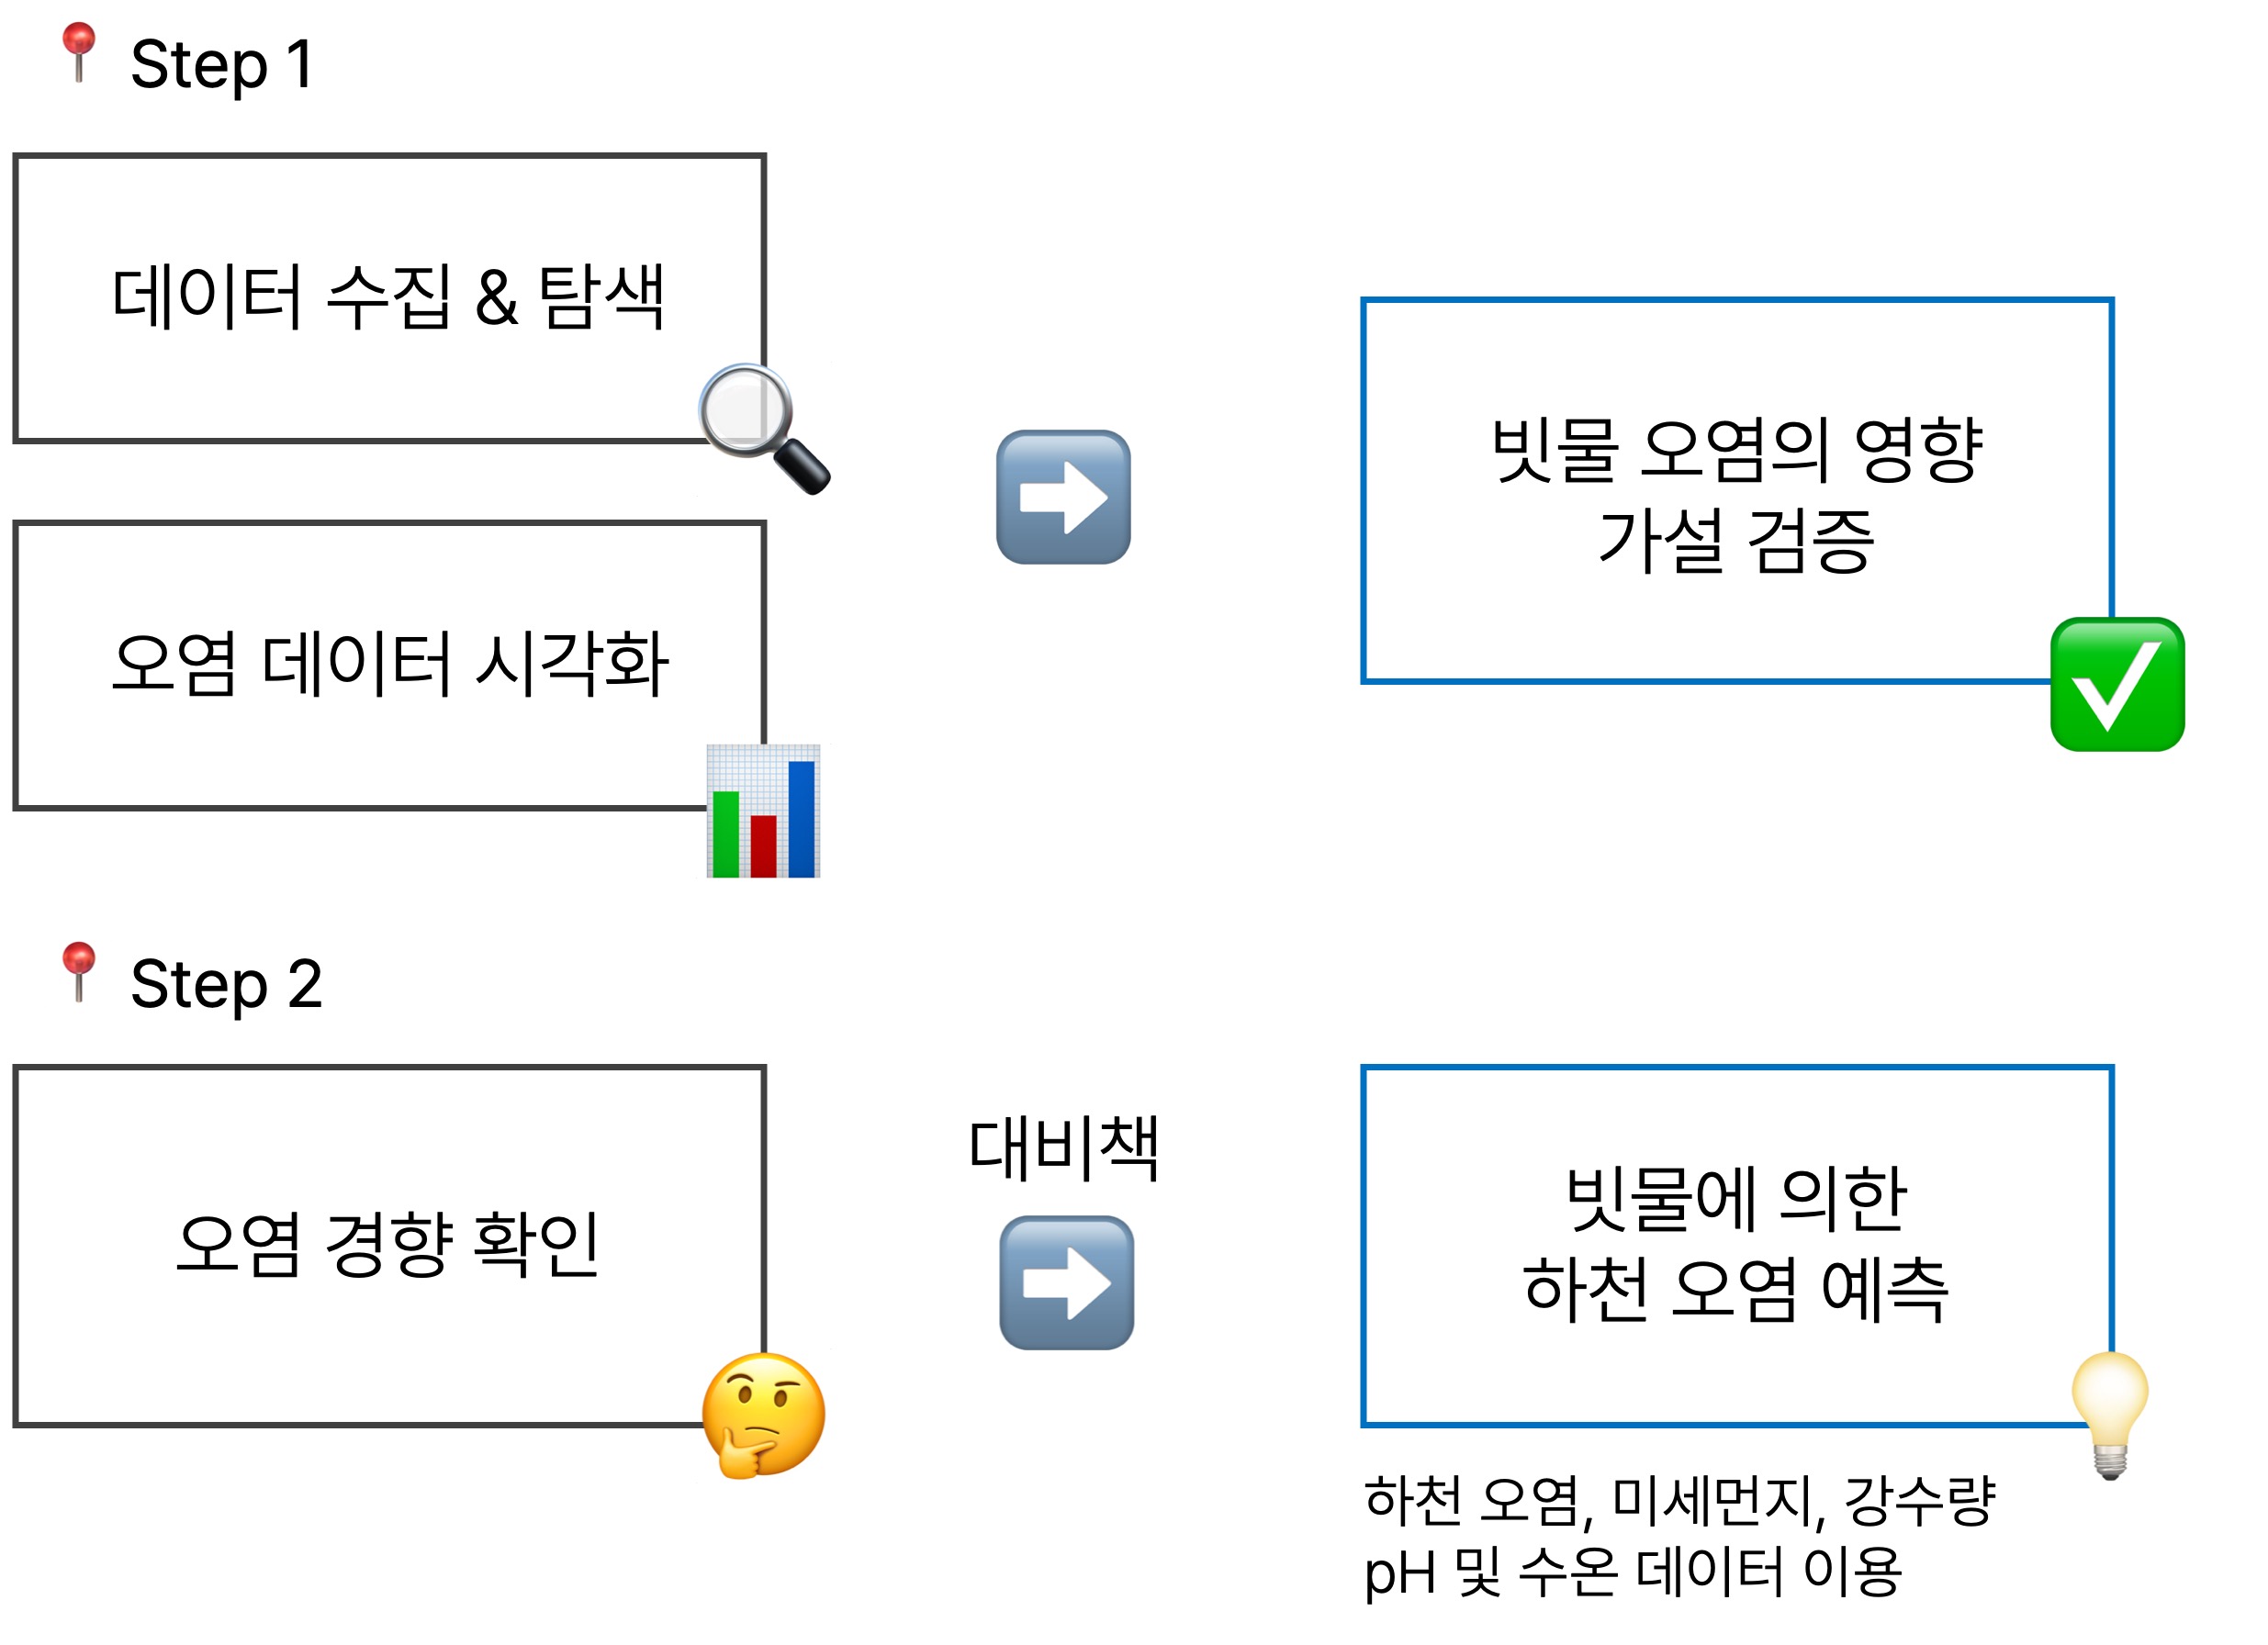 Step 1
데이터 수집 & 탐색
오염 데이터 시각화
빗물 오염의 영향
가설 검증
Step 2
오염 경향 확인
대비책
빗물에 의한
하천 오염 예측
하천 오염, 미세먼지, 강수량
pH 및 수온 데이터 이용